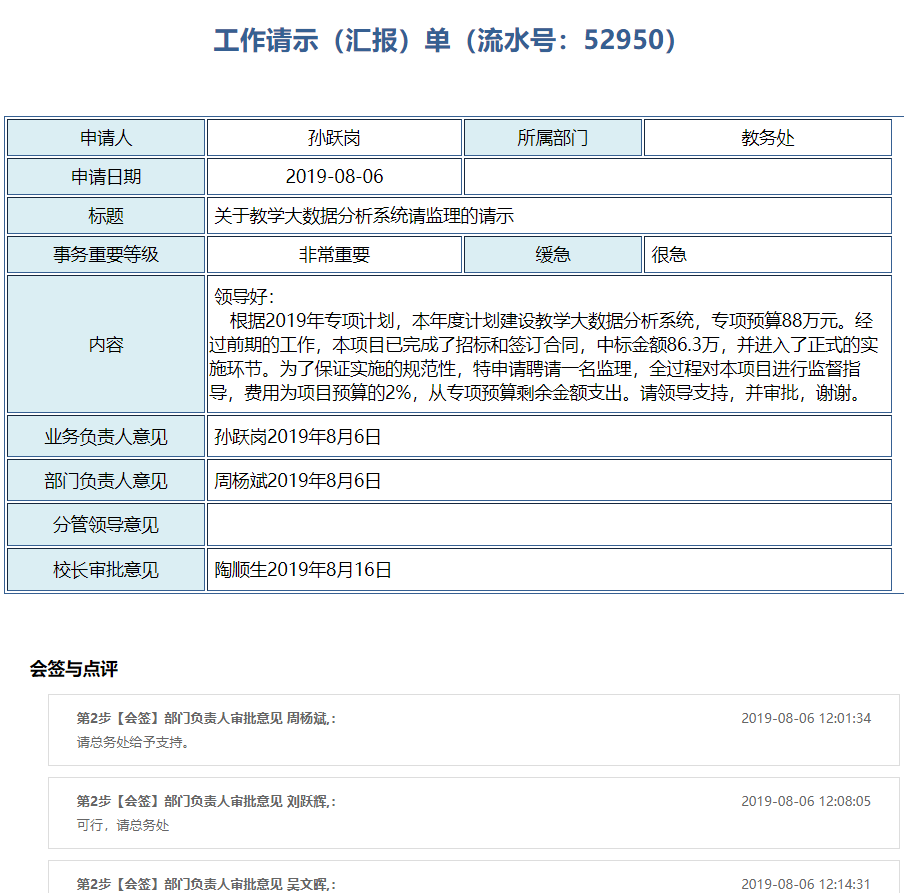 工作请示（汇报）单（流水号：52950）
申请人 孙跃岗 所属部门 教务处
申请日期 2019-08-06
标题 关于教学大数据分析系统请监理的请示
事务重要等级 非常重要 缓急 很急
内容 领导好：
根据2019年专项计划，本年度计划建设教学大数据分析系统，专项预算88万元。经
过前期的工作，本项目已完成了招标和签订合同，中标金额86.3万，并进入了正式的实
施环节。为了保证实施的规范性，特申请聘请一名监理，全过程对本项目进行监督指
导，费用为项目预算的2%，从专项预算剩余金额支出。请领导支持，并审批，谢谢。
业务负责人意见 孙跃岗2019年8月6日
部门负责人意见 周杨斌2019年8月6日
分管领导意见
校长审批意见 陶顺生2019年8月16日
会签与点评
第2步【会签】部门负责人审批意见 周杨斌,： 2019-08-06 12:01:34
请总务处给予支持。
第2步【会签】部门负责人审批意见 刘跃辉,： 2019-08-06 12:08:05
可行，请总务处
第2步【会签】部门负责人审批意见 吴文晖,： 2019-08-06 12:14:31